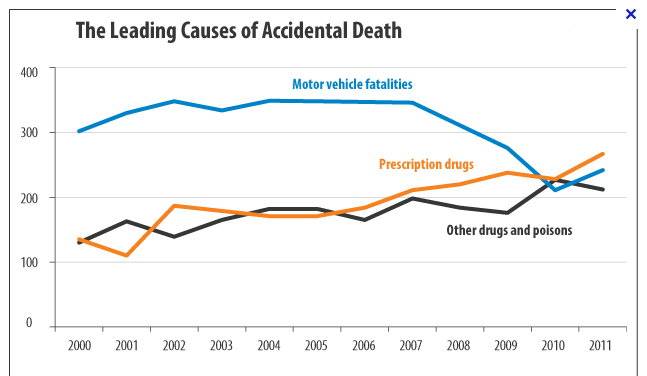 The Leading Causes of Accidental Death
400
Motor vehicle fatalities
300
Prescription drugs
200
Other drugs and poisons
100
0
2000 2001 2002 2003 2004 2005 2006 2007 2008 2009 2010 2011